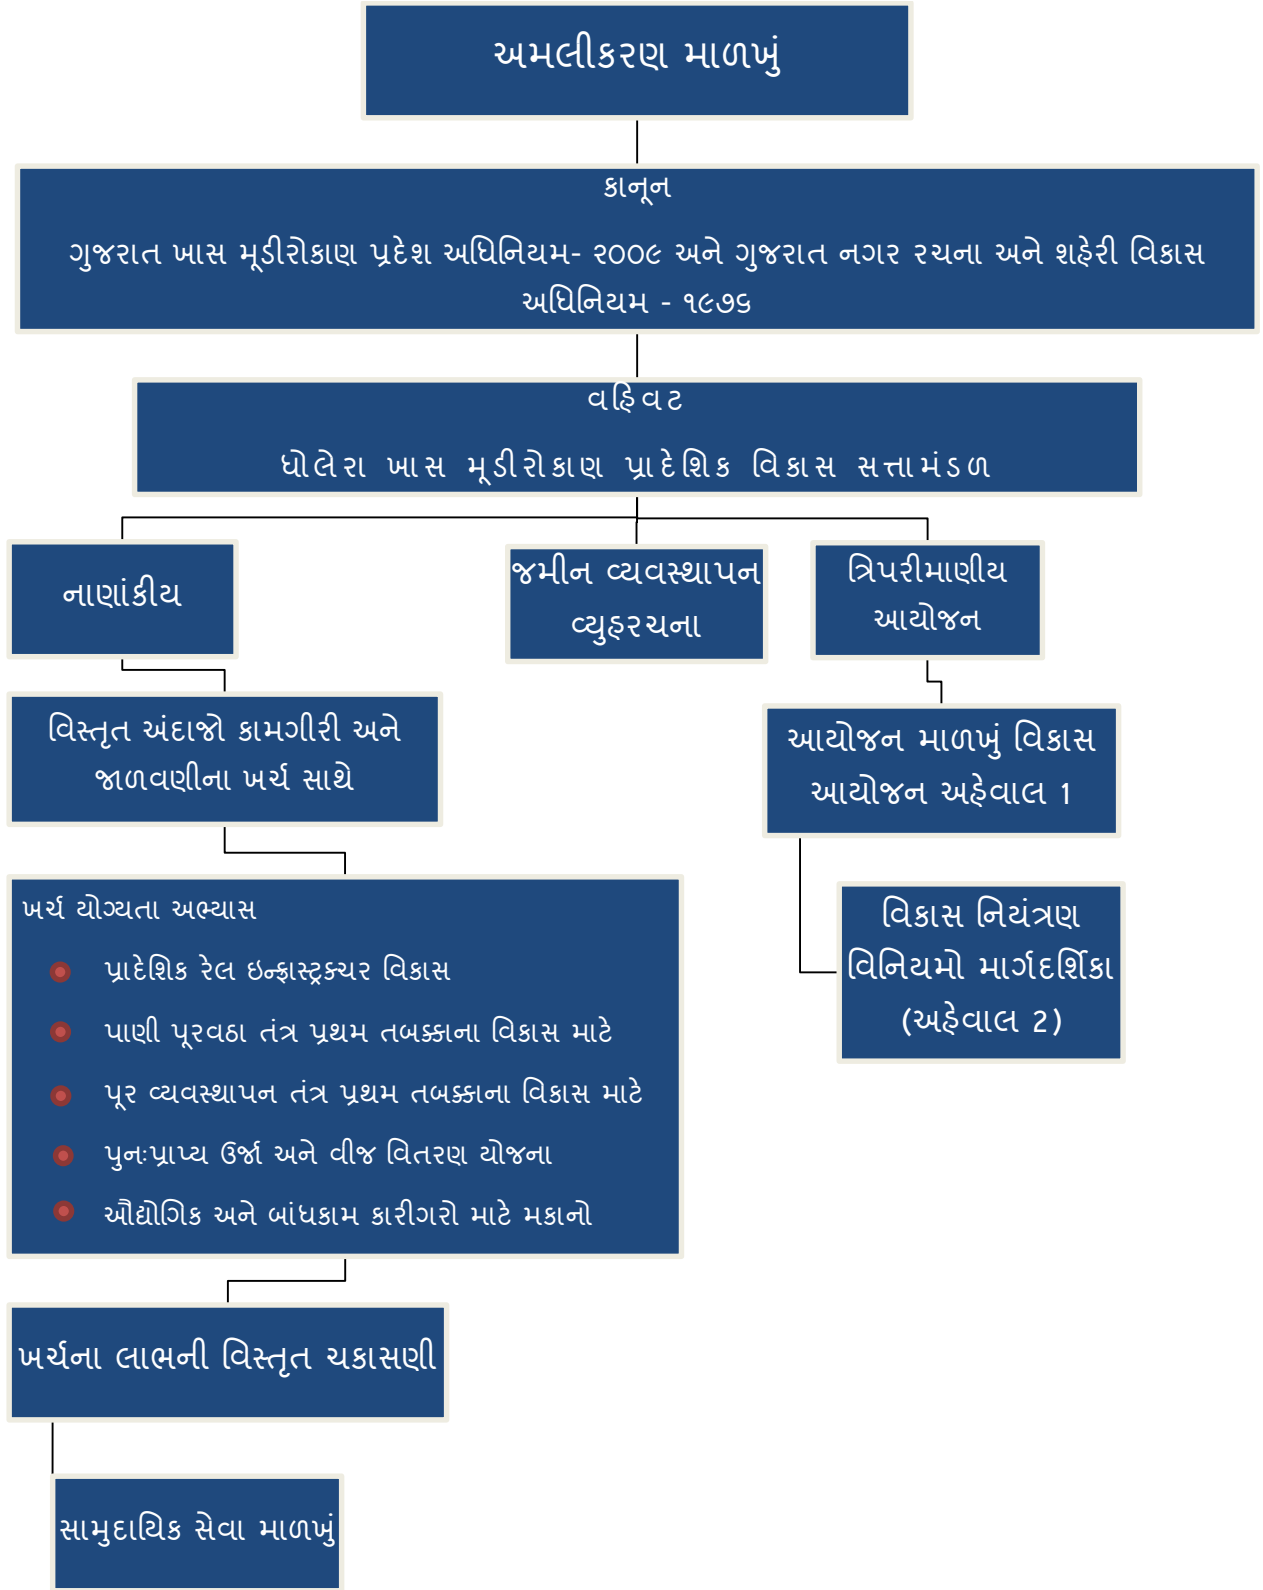 અમલીકરણ માળખું
કાનૂન
ગુજરાત ખાસ મૂડીરોકાણ પ્રદેશ અધિનિયમ- ૨૦૦૯ અને ગુજરાત નગર રચના અને શહેરી વિકાસ
અધિનિયમ - ૧૯૭૬
વહિવટ
ધોલેરા ખાસ મૂડીરોકાણ પ્રાદેશિક વિકાસ સત્તામંડળ
નાણાંકીય
જમીન વ્યવસ્થાપન
વ્યુહરચના
ત્રિપરીમાણીય
આયોજન
વિસ્તૃત અંદાજો કામગીરી અને
જાળવણીના ખર્ચ સાથે
આયોજન માળખું વિકાસ
આયોજન અહેવાલ 1
વિકાસ નિયંત્રણ
વિનિયમો માર્ગદર્શિકા
(અહેવાલ 2)
ખર્ચ યોગ્યતા અભ્યાસ
પ્રાદેશિક રેલ ઇન્ફ્રાસ્ટ્રક્ચર વિકાસ
પાણી પૂરવઠા તંત્ર પ્રથમ તબક્કાના વિકાસ માટે
પૂર વ્યવસ્થાપન તંત્ર પ્રથમ તબક્કાના વિકાસ માટે
પુનઃપ્રાપ્ય ઉર્જા અને વીજ વિતરણ યોજના
ઔદ્યોગિક અને બાંધકામ કારીગરો માટે મકાનો
ખર્ચના લાભની વિસ્તૃત ચકાસણી
સામુદાયિક સેવા માળખું